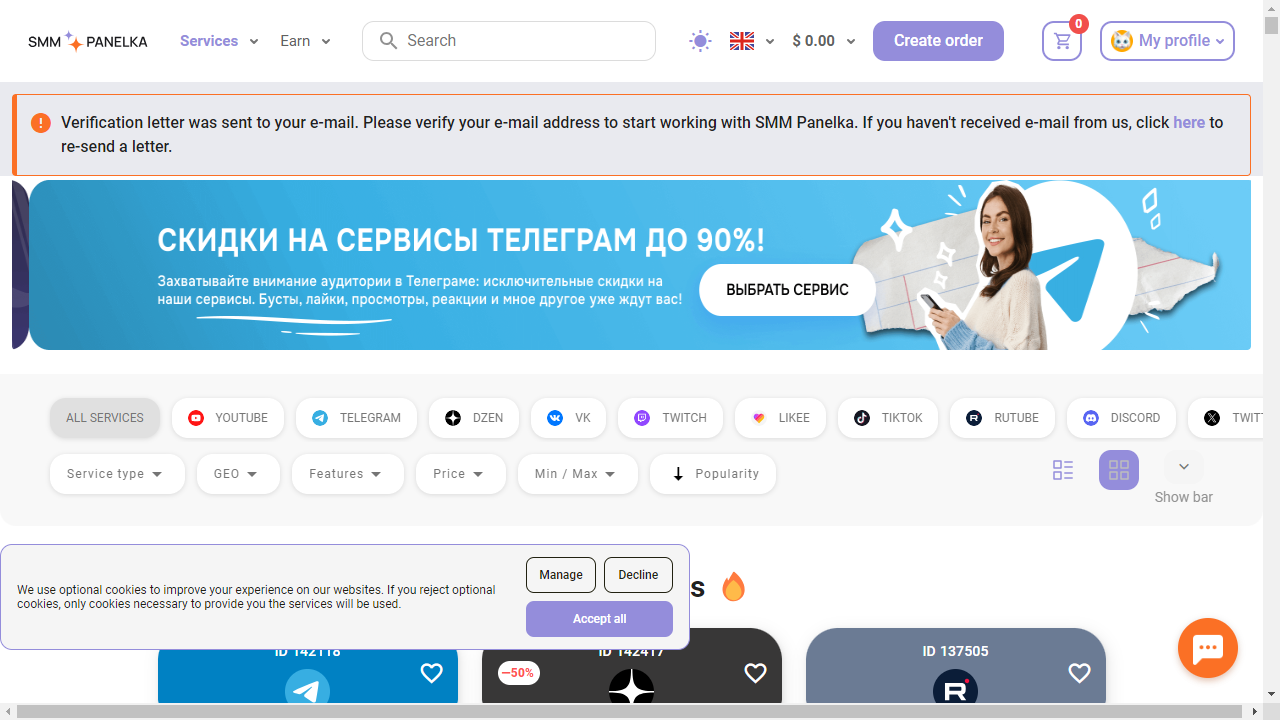 SMM PANELKA Services Earn Search $ 0.00 Create order 0 My profile
Verification letter was sent to your e-mail. Please verify your e-mail address to start working with SMM Panelka. If you haven't received e-mail from us, click here to
re-send a letter.
СКИДКИ НА СЕРВИСЫ ТЕЛЕГРАМ ДО 90%!
Захватывайте внимание аудитории в Телеграме: исключительные скидки на
наши сервисы. Бусты, лайки, просмотры, реакции и мное другое уже ждут вас!
ВЫБРАТЬ СЕРВИС
ALL SERVICES YOUTUBE TELEGRAM DZEN VK TWITCH LIKEE TIKTOK RUTUBE DISCORD TWIT
Service type GEO Features Price Min / Max Popularity
Show bar
We use optional cookies to improve your experience on our websites. If you reject optional
cookies, only cookies necessary to provide you the services will be used.
Manage Decline
Accept all
s
ID 142118 ID 142417 ID 137505
–50%